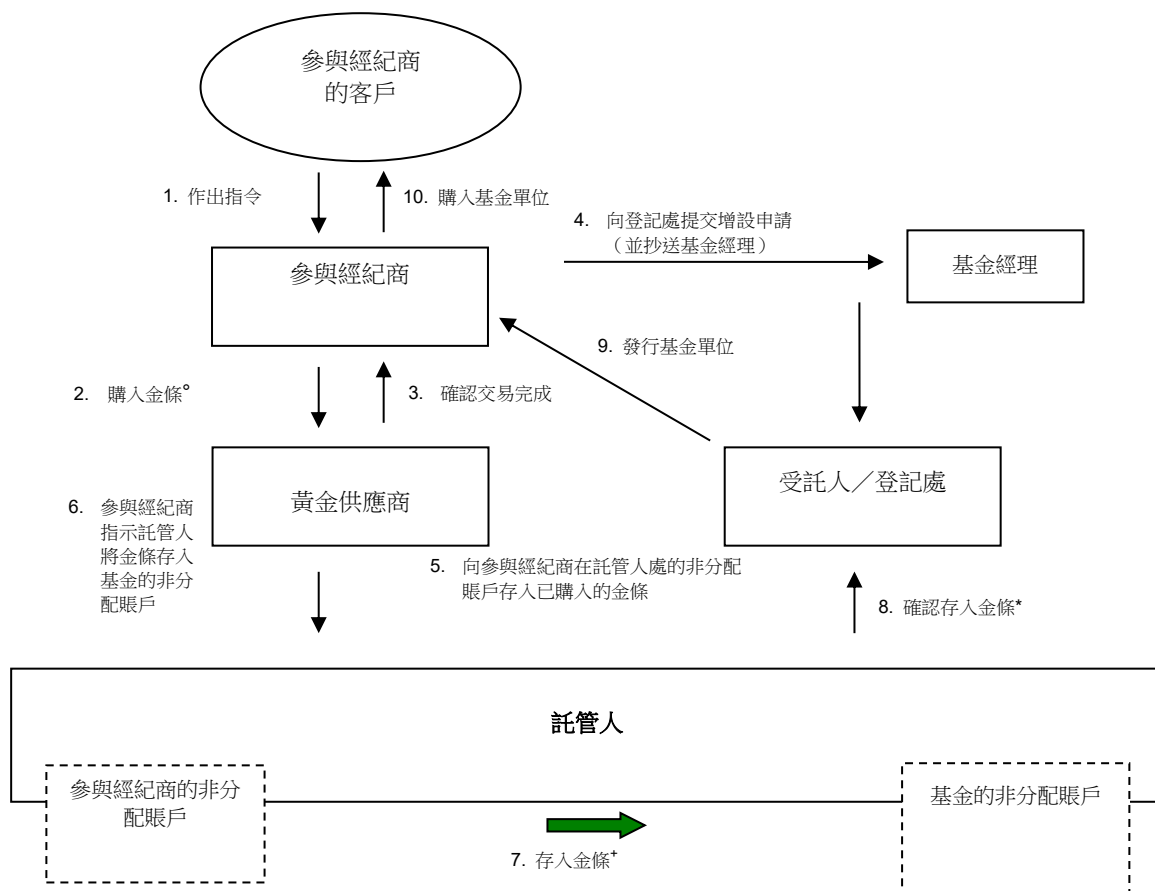 參與經紀商
的客戶
1. 作出指令
10. 購入基金單位
4. 向登記處提交增設申請
（並抄送基金經理）
參與經紀商
基金經理
9. 發行基金單位
2. 購入金條°
3. 確認交易完成
黃金供應商
受託人／登記處
6. 參與經紀商
指示託管人
將金條存入
基金的非分
配賬戶
5. 向參與經紀商在託管人處的非分配
賬戶存入已購入的金條
8. 確認存入金條*
託管人
參與經紀商的非分
配賬戶
基金的非分配賬戶
7. 存入金條+